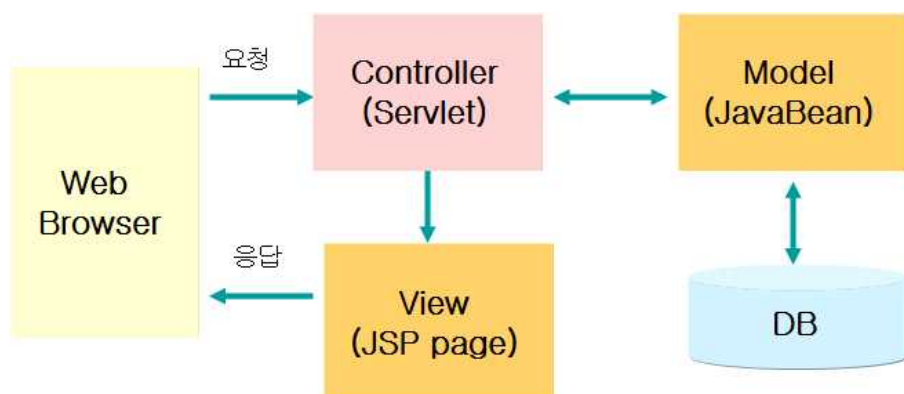 요청
Controller
(Servlet)
Model
(JavaBean)
Web
Browser
응답
View
(JSP page)
DB